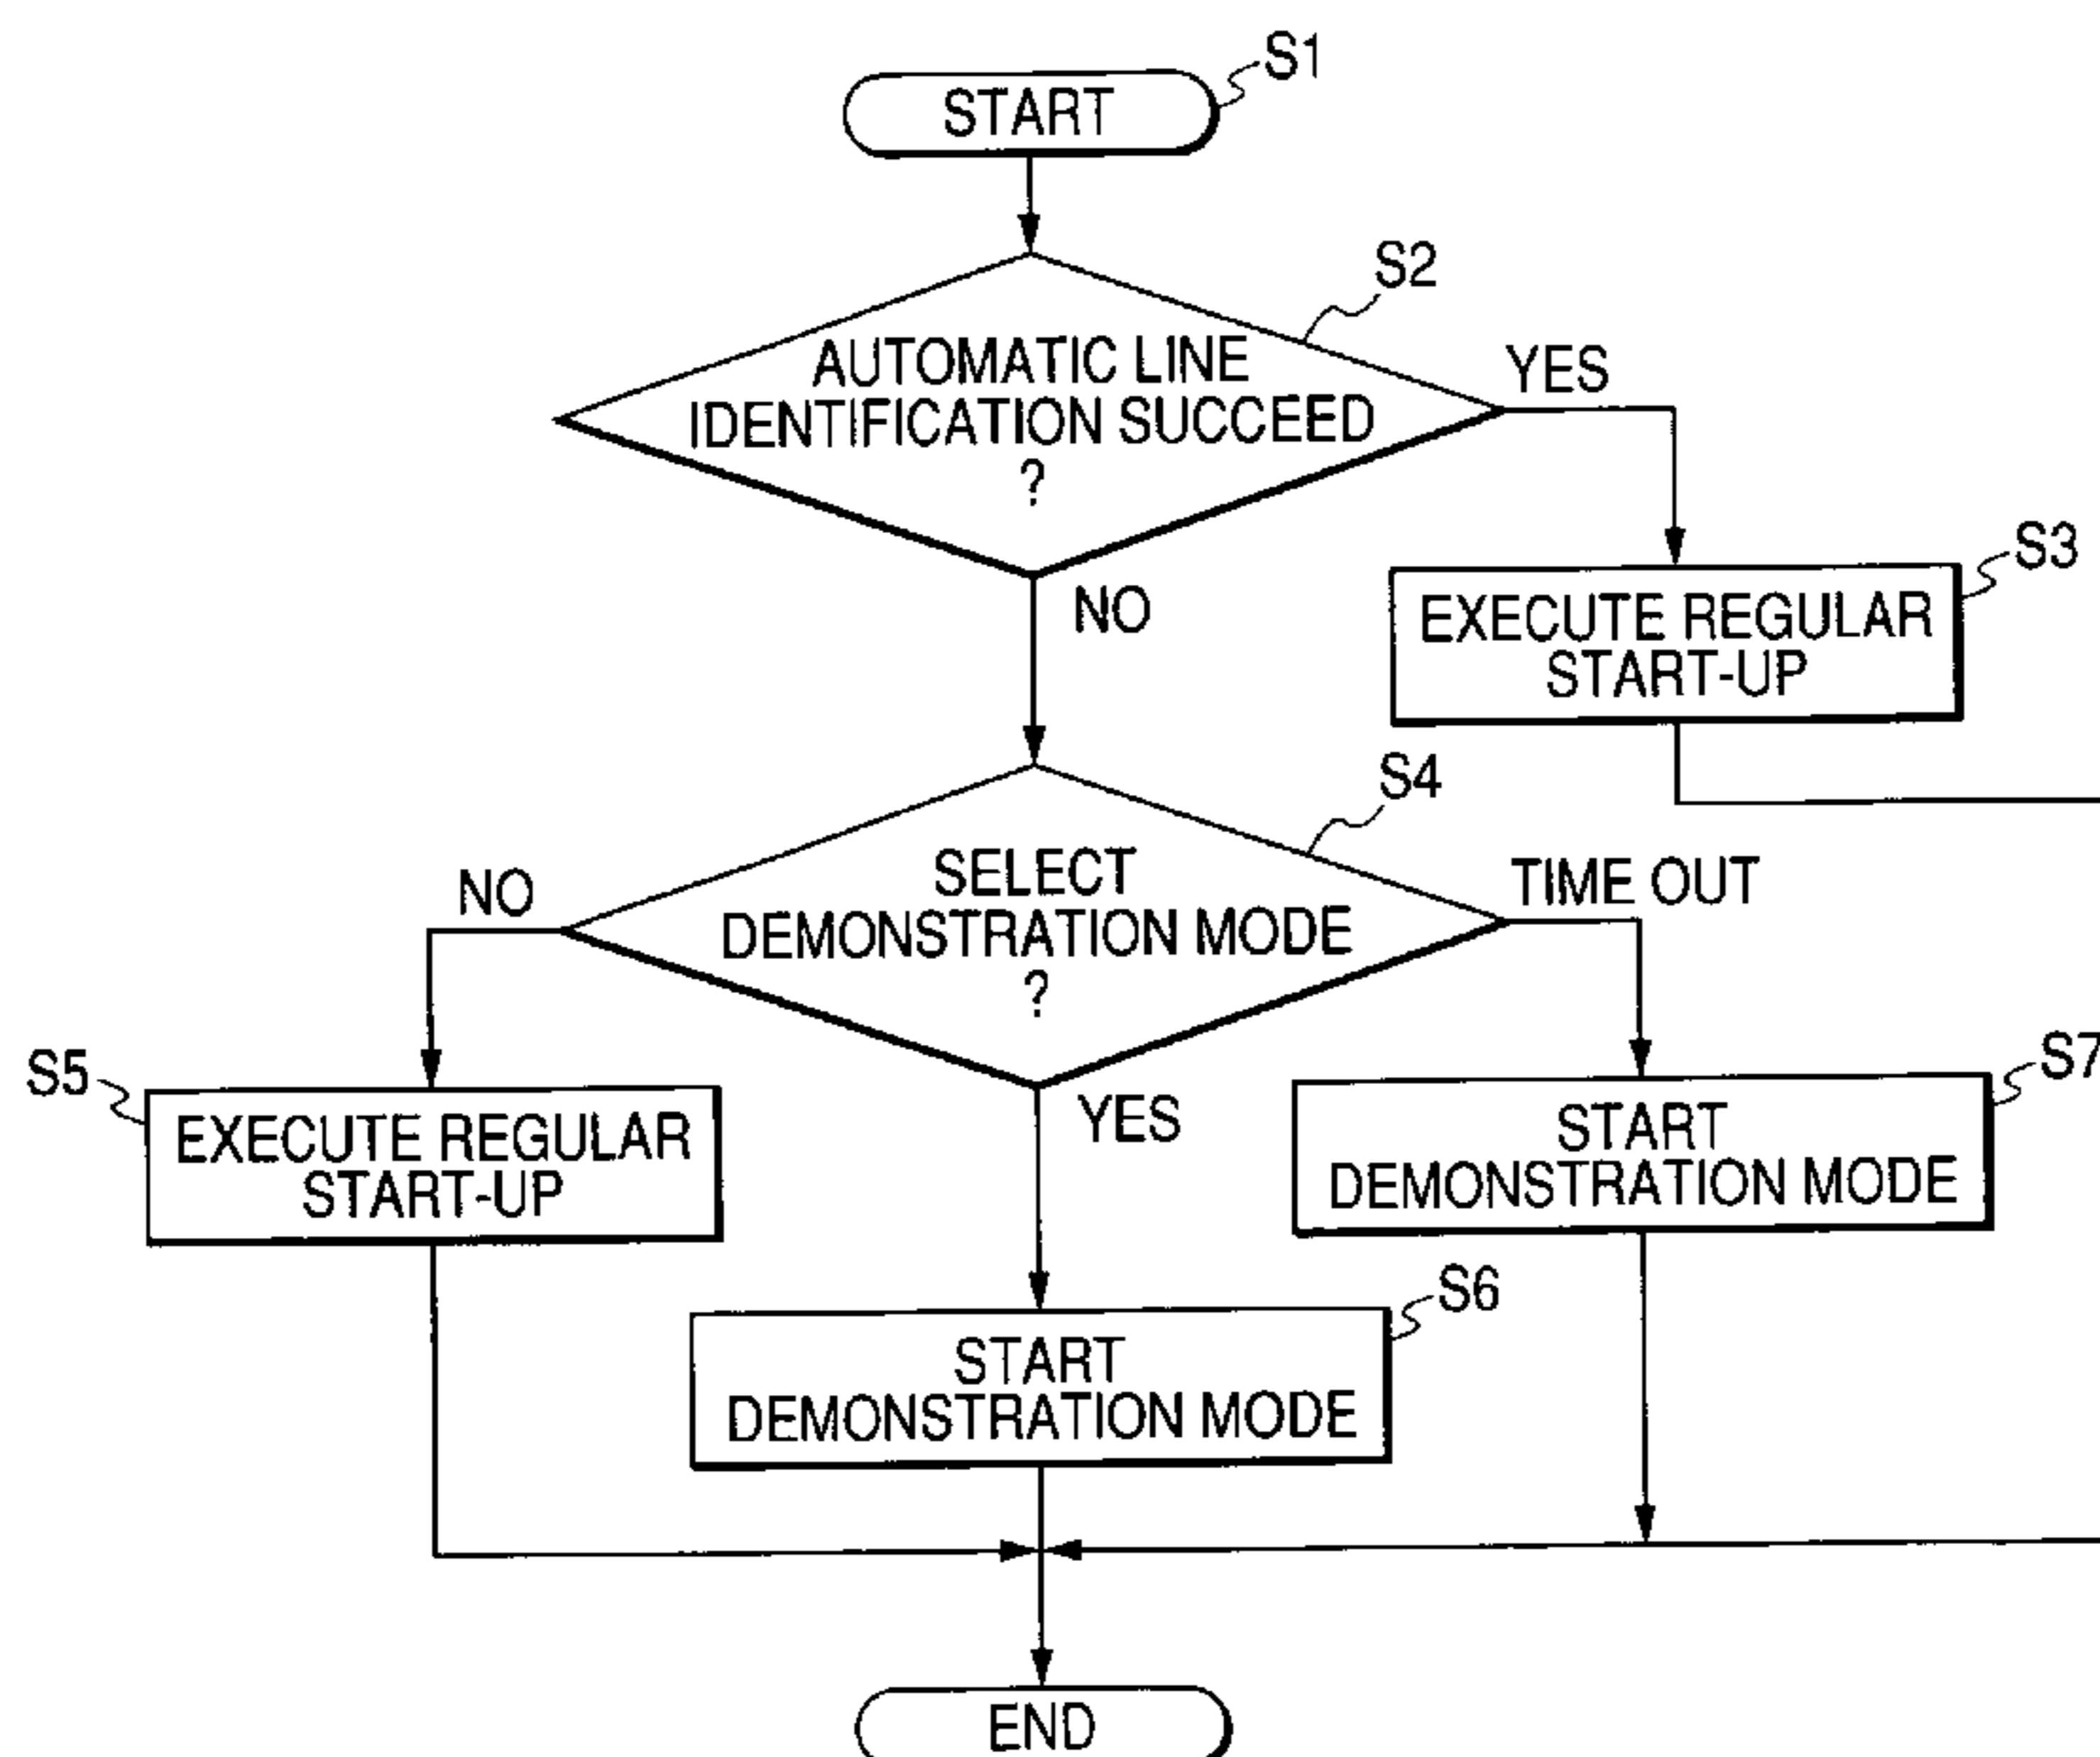 S1
START
S2
AUTOMATIC LINE
IDENTIFICATION SUCCEED
?
YES
NO
S3
EXECUTE REGULAR
START-UP
S4
SELECT
DEMONSTRATION MODE
?
NO
TIME OUT
YES
S5
EXECUTE REGULAR
START-UP
S7
START
DEMONSTRATION MODE
S6
START
DEMONSTRATION MODE
END